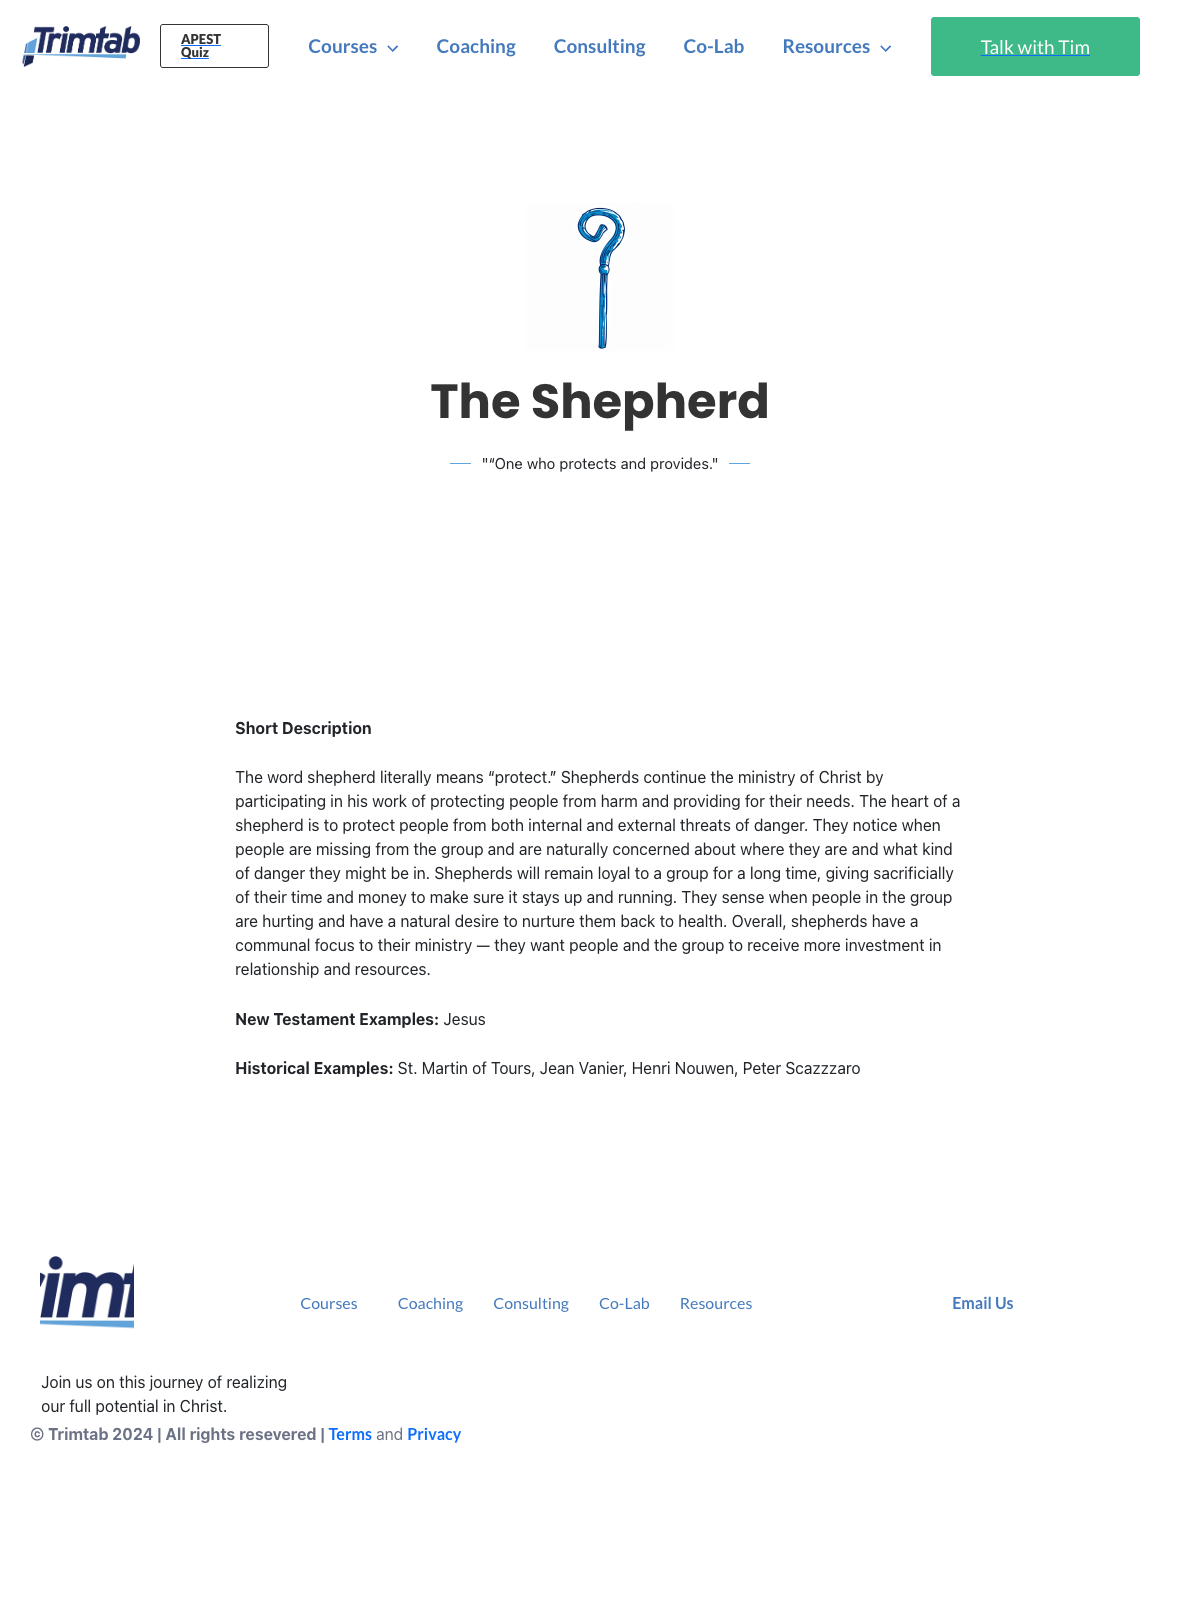 Trimtab
APEST
Quiz
Courses
Coaching
Consulting
Co-Lab
Resources
Talk with Tim
The Shepherd
"“One who protects and provides."
Short Description
The word shepherd literally means “protect.” Shepherds continue the ministry of Christ by
participating in his work of protecting people from harm and providing for their needs. The heart of a
shepherd is to protect people from both internal and external threats of danger. They notice when
people are missing from the group and are naturally concerned about where they are and what kind
of danger they might be in. Shepherds will remain loyal to a group for a long time, giving sacrificially
of their time and money to make sure it stays up and running. They sense when people in the group
are hurting and have a natural desire to nurture them back to health. Overall, shepherds have a
communal focus to their ministry — they want people and the group to receive more investment in
relationship and resources.
New Testament Examples: Jesus
Historical Examples: St. Martin of Tours, Jean Vanier, Henri Nouwen, Peter Scazzzaro
Courses
Coaching
Consulting
Co-Lab
Resources
Email Us
Join us on this journey of realizing
our full potential in Christ.
© Trimtab 2024 | All rights resevered | Terms and Privacy